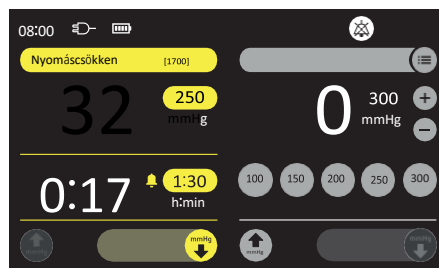 08:00
Nyomáscsökken [1700]
32 250 mmHg
0 300 mmHg
+
−
0:17 1:30 h:min
100 150 200 250 300
mmHg mmHg mmHg mmHg